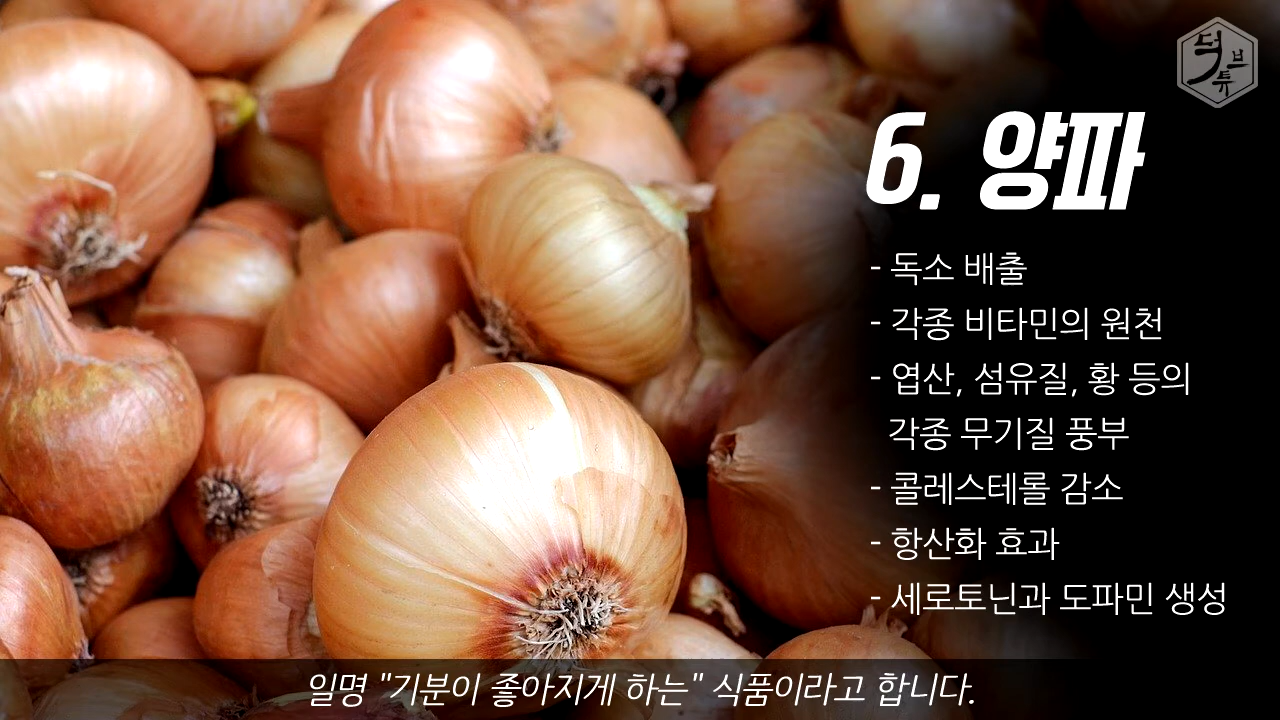 덕브튜
6. 양파
- 독소 배출
- 각종 비타민의 원천
- 엽산, 섬유질, 황 등의
각종 무기질 풍부
- 콜레스테롤 감소
- 항산화 효과
- 세로토닌과 도파민 생성
일명 "기분이 좋아지게 하는" 식품이라고 합니다.